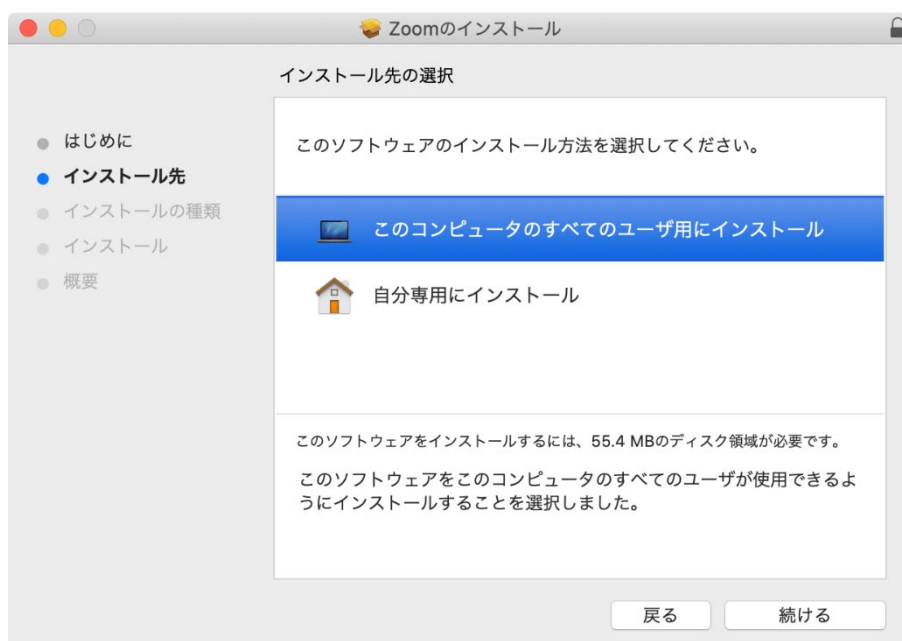 Zoomのインストール
インストール先の選択
はじめに
インストール先
インストールの種類
インストール
概要
このソフトウェアのインストール方法を選択してください。
このコンピュータのすべてのユーザ用にインストール
自分専用にインストール
このソフトウェアをインストールするには、55.4 MBのディスク領域が必要です。
このソフトウェアをこのコンピュータのすべてのユーザが使用できるよ
うにインストールすることを選択しました。
戻る
続ける